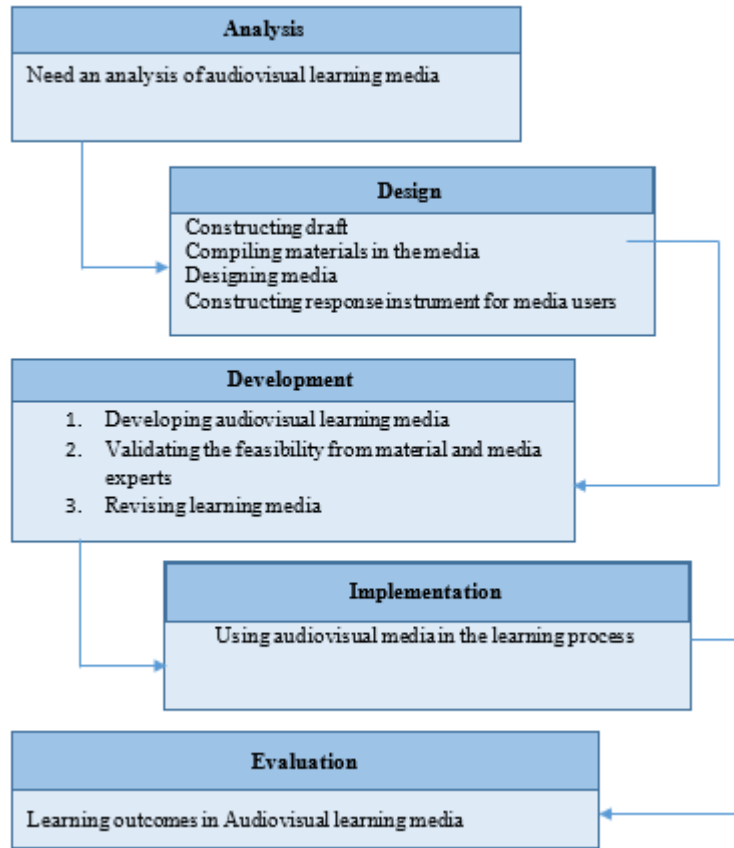 Analysis
Need an analysis of audiovisual learning media
Design
Constructing draft
Compiling materials in the media
Designing media
Constructing response instrument for media users
Development
1. Developing audiovisual learning media
2. Validating the feasibility from material and media
experts
3. Revising learning media
Implementation
Using audiovisual media in the learning process
Evaluation
Learning outcomes in Audiovisual learning media